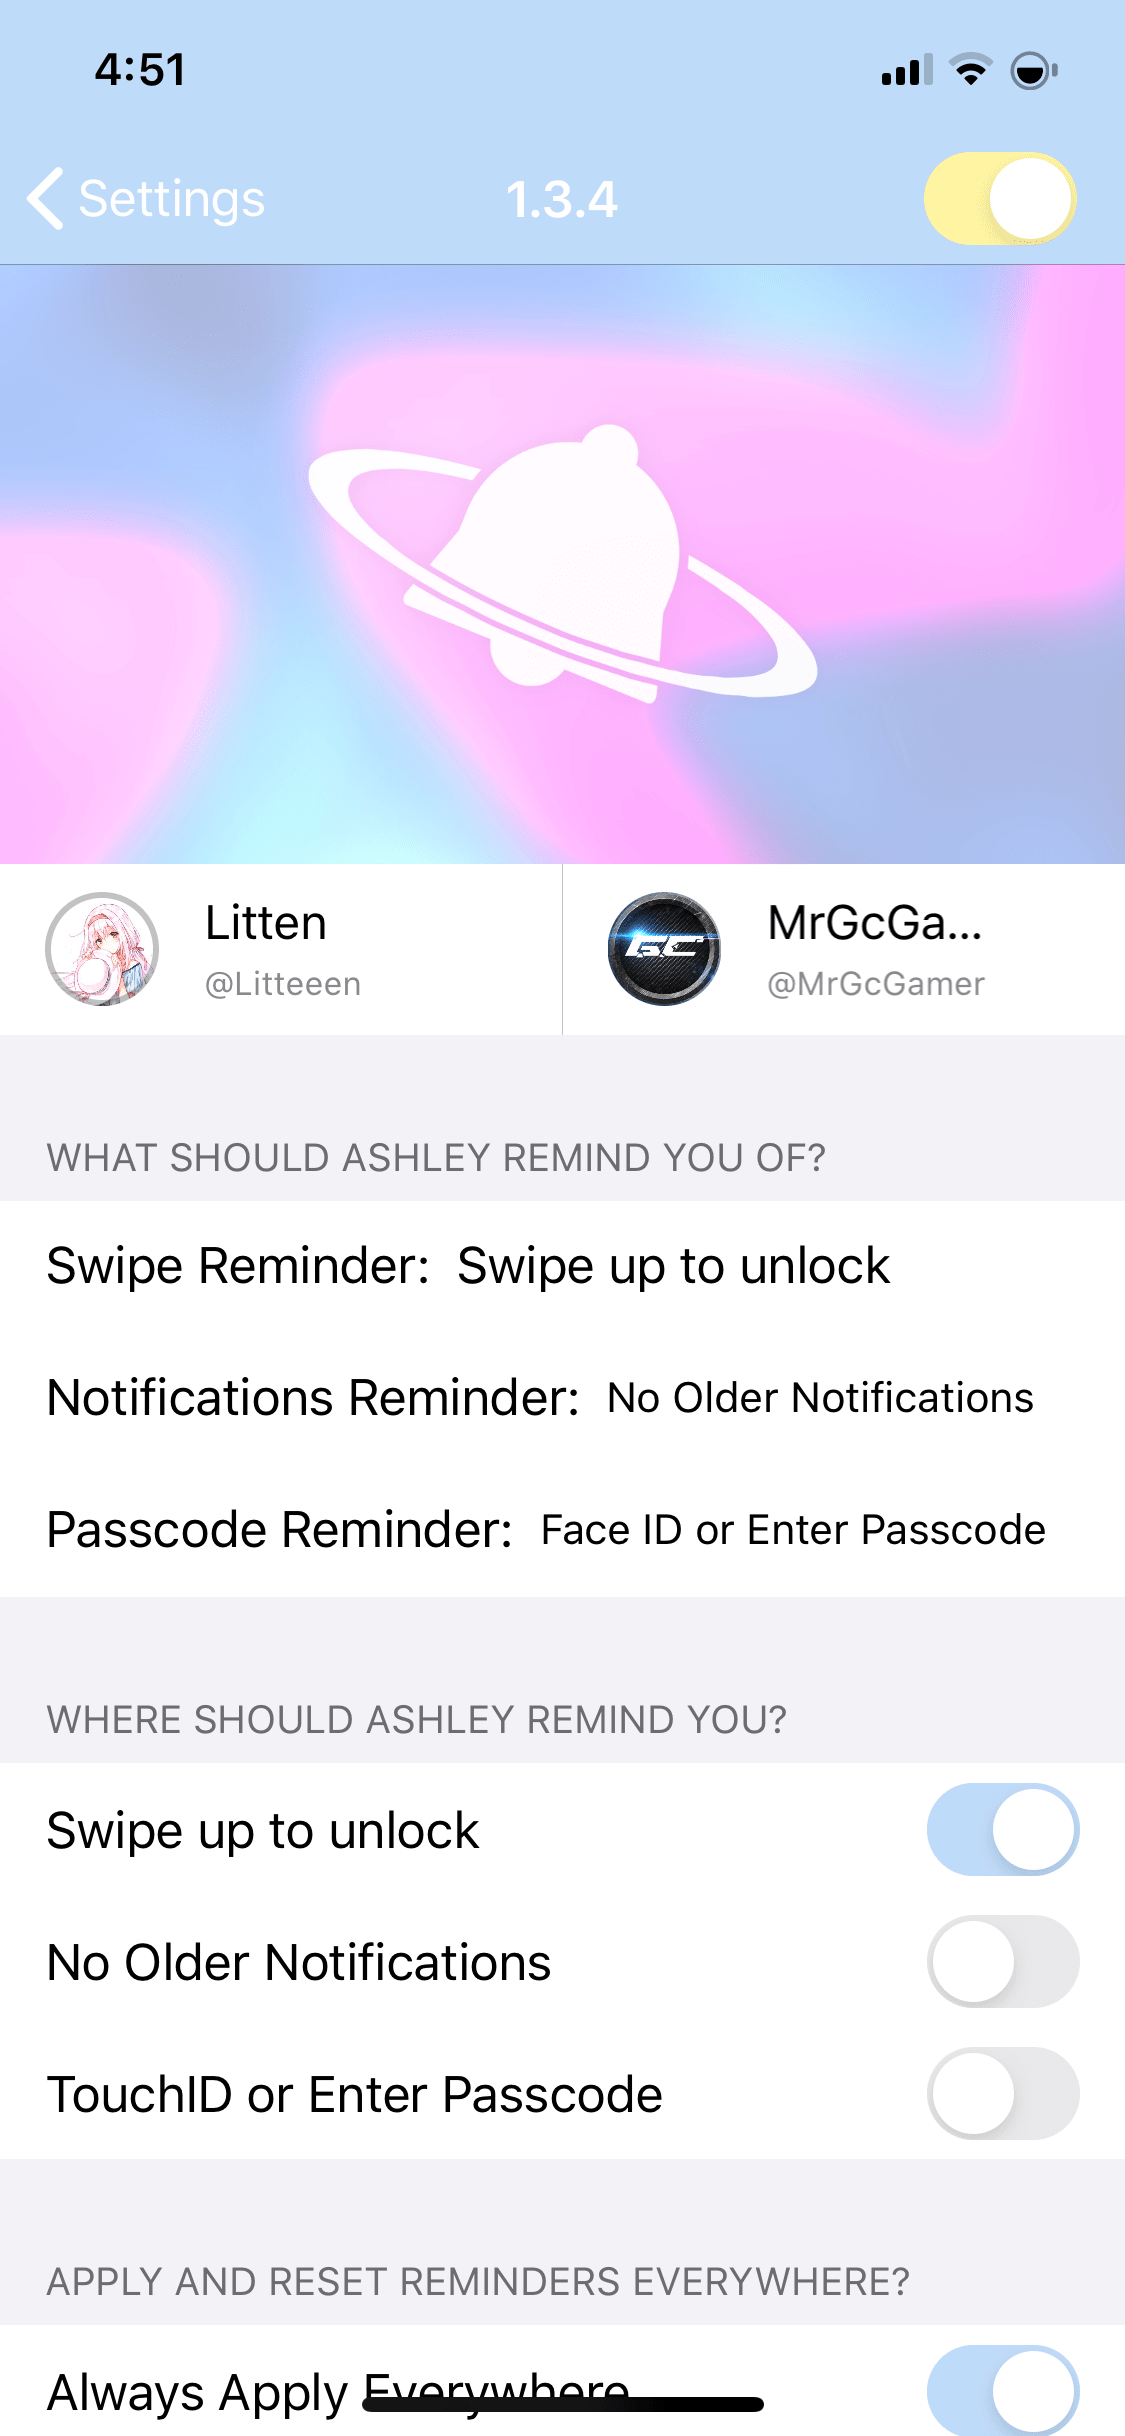 4:51
Settings
1.3.4
Litten
@Litteeen
GC
MrGcGa...
@MrGcGamer
WHAT SHOULD ASHLEY REMIND YOU OF?
Swipe Reminder: Swipe up to unlock
Notifications Reminder: No Older Notifications
Passcode Reminder: Face ID or Enter Passcode
WHERE SHOULD ASHLEY REMIND YOU?
Swipe up to unlock
No Older Notifications
TouchID or Enter Passcode
APPLY AND RESET REMINDERS EVERYWHERE?
Always Apply Everywhere